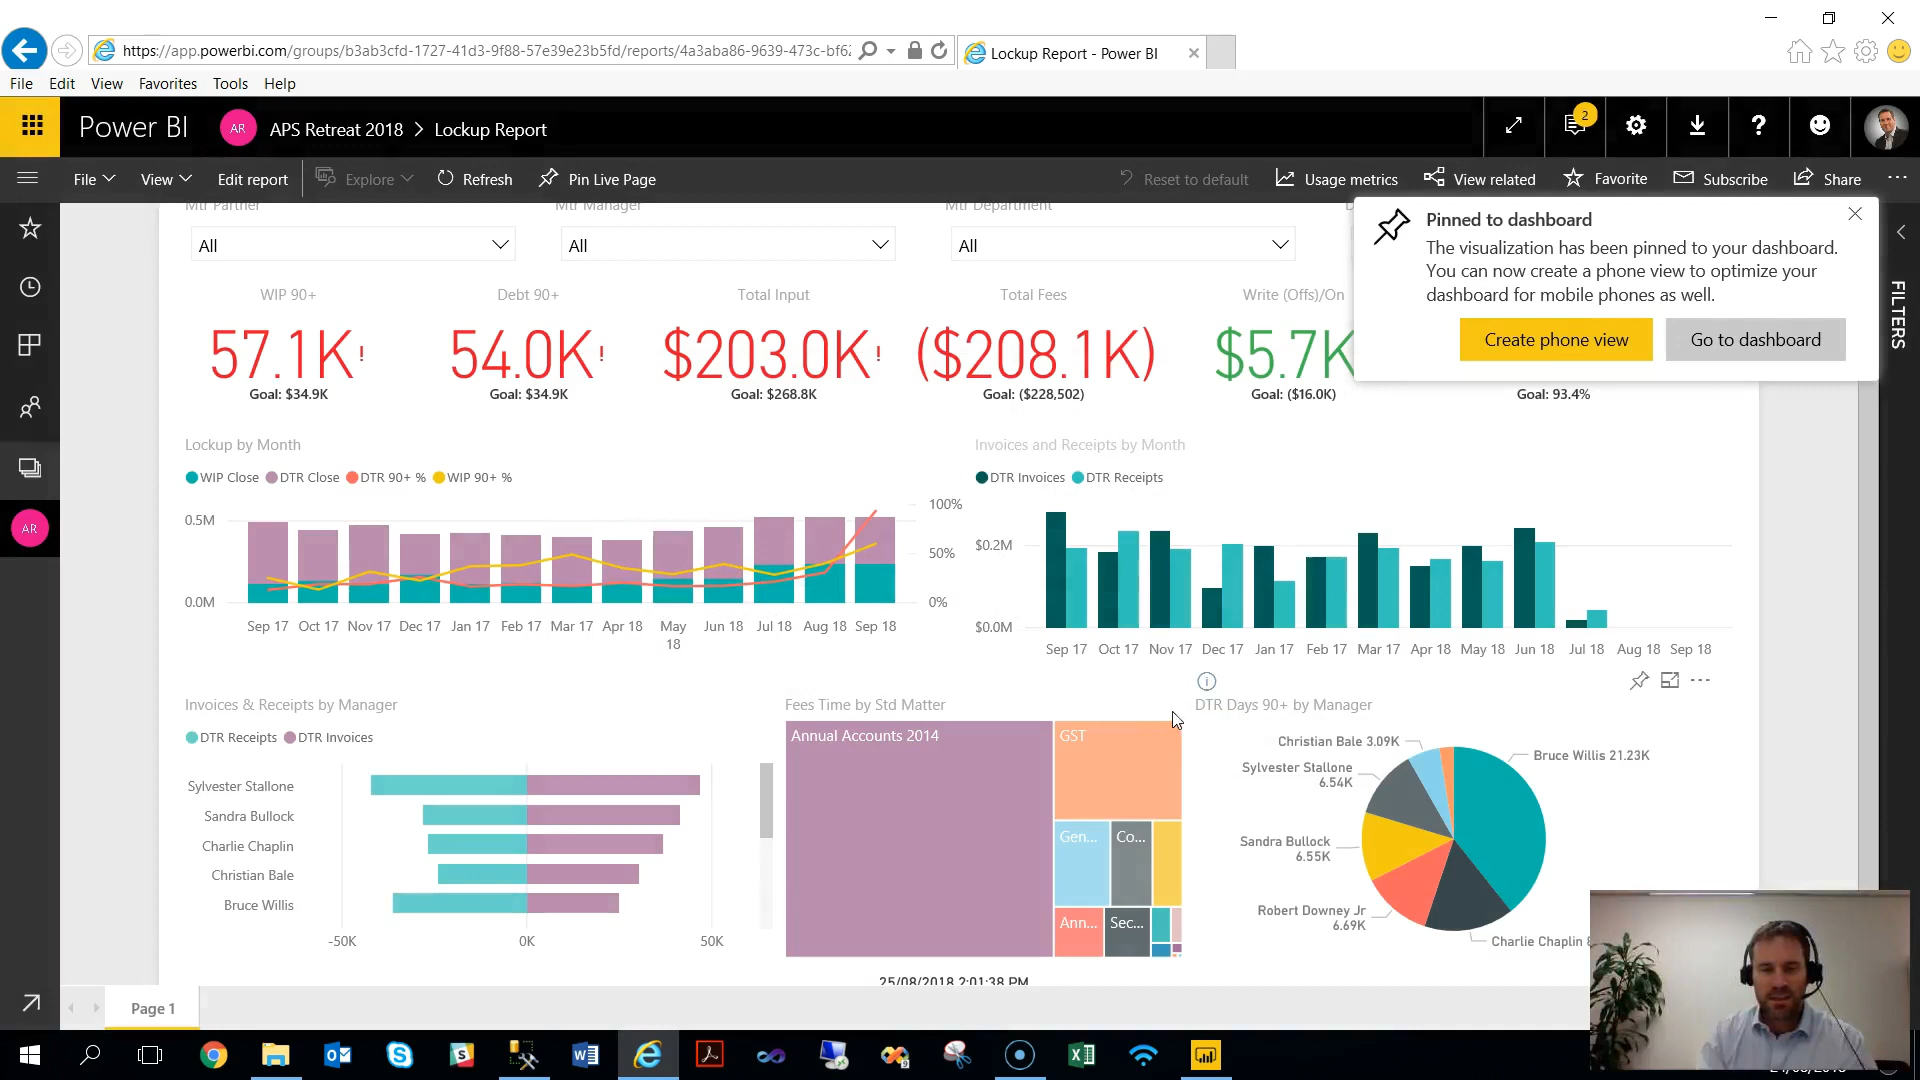 https://app.powerbi.com/groups/b3ab3cfd-1727-41d3-9f88-57e39e23b5fd/reports/4a3aba86-9639-473c-bf62
Lockup Report - Power BI
File Edit View Favorites Tools Help
Power BI AR APS Retreat 2018 > Lockup Report
2 ?
File View Edit report Explore Refresh Pin Live Page Reset to default Usage metrics View related Favorite Subscribe Share
Mtr Partner Mtr Manager Mtr Department
All All All
Pinned to dashboard
The visualization has been pinned to your dashboard.
You can now create a phone view to optimize your
dashboard for mobile phones as well.
Create phone view Go to dashboard
FILTERS
WIP 90+ Debt 90+ Total Input Total Fees Write (Offs)/On
57.1K! 54.0K! $203.0K! ($208.1K) $5.7K
Goal: $34.9K Goal: $34.9K Goal: $268.8K Goal: ($228,502) Goal: ($16.0K) Goal: 93.4%
Lockup by Month
WIP Close DTR Close DTR 90+ % WIP 90+ %
0.5M 100%
50%
0.0M 0%
Sep 17 Oct 17 Nov 17 Dec 17 Jan 17 Feb 17 Mar 17 Apr 18 May 18 Jun 18 Jul 18 Aug 18 Sep 18
Invoices and Receipts by Month
DTR Invoices DTR Receipts
$0.2M
$0.0M
Sep 17 Oct 17 Nov 17 Dec 17 Jan 17 Feb 17 Mar 17 Apr 18 May 18 Jun 18 Jul 18 Aug 18 Sep 18
Invoices & Receipts by Manager
DTR Receipts DTR Invoices
Sylvester Stallone
Sandra Bullock
Charlie Chaplin
Christian Bale
Bruce Willis
-50K 0K 50K
Fees Time by Std Matter
Annual Accounts 2014 GST
Gen... Co...
Ann... Sec...
25/08/2018 2:01:38 PM
DTR Days 90+ by Manager
Christian Bale 3.09K
Bruce Willis 21.23K
Sylvester Stallone
6.54K
Sandra Bullock
6.55K
Robert Downey Jr
6.69K
Charlie Chaplin
AR
Page 1